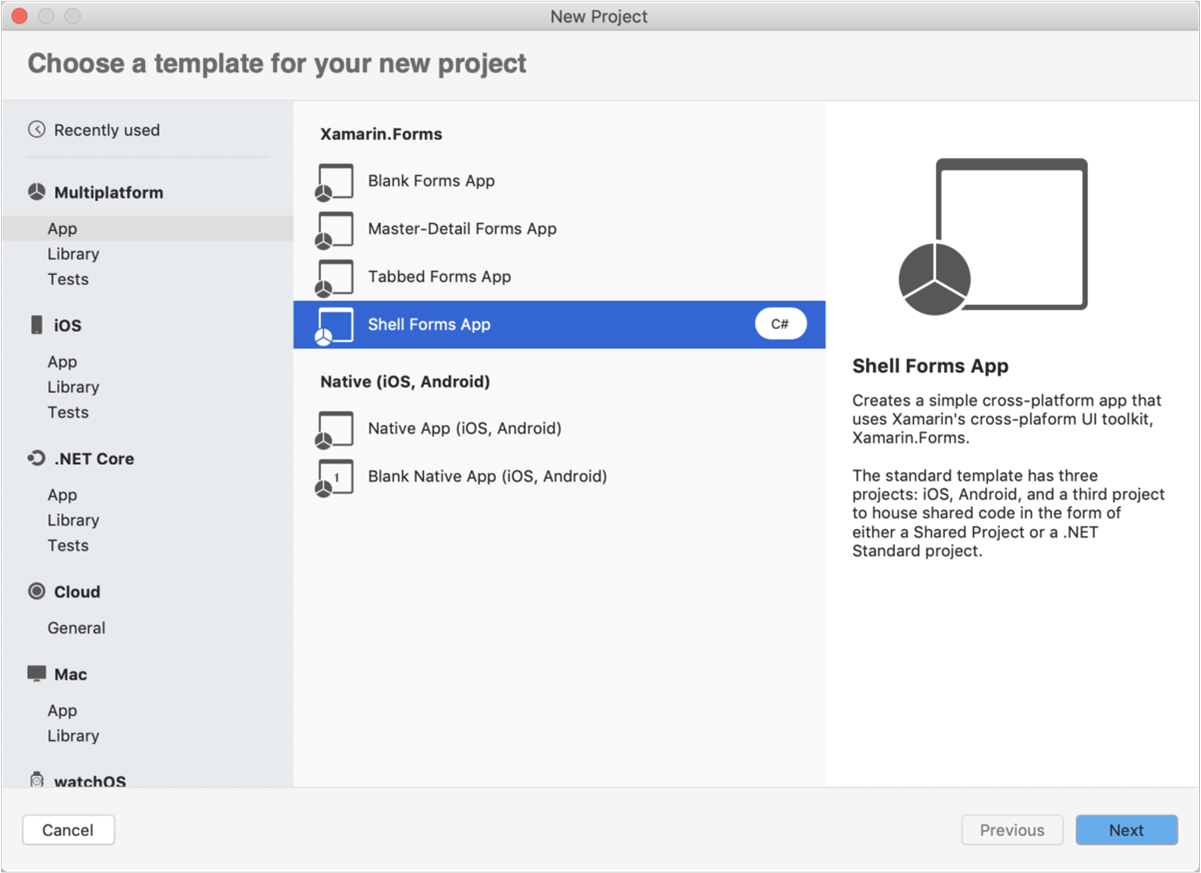 New Project
Choose a template for your new project
Recently used
Multiplatform
App
Library
Tests
iOS
App
Library
Tests
.NET Core
App
Library
Tests
Cloud
General
Mac
App
Library
watchOS
Xamarin.Forms
Blank Forms App
Master-Detail Forms App
Tabbed Forms App
Shell Forms App
C#
Native (iOS, Android)
Native App (iOS, Android)
1
Blank Native App (iOS, Android)
Shell Forms App
Creates a simple cross-platform app that
uses Xamarin's cross-plaform UI toolkit,
Xamarin.Forms.
The standard template has three
projects: iOS, Android, and a third project
to house shared code in the form of
either a Shared Project or a .NET
Standard project.
Cancel
Previous
Next